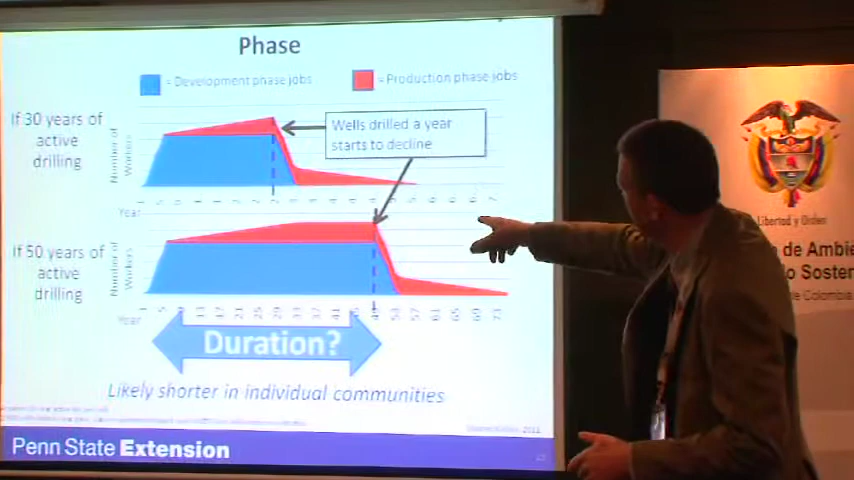 Phase
= Development phase jobs
= Production phase jobs
If 30 years of
active
drilling
Number of
Workers
Wells drilled a year
starts to decline
Year
If 50 years of
active
drilling
Number of
Workers
Year
Duration?
Likely shorter in individual communities
Penn State Extension
Libertad y Orden
de Ambie
o Sosten
te Colombia